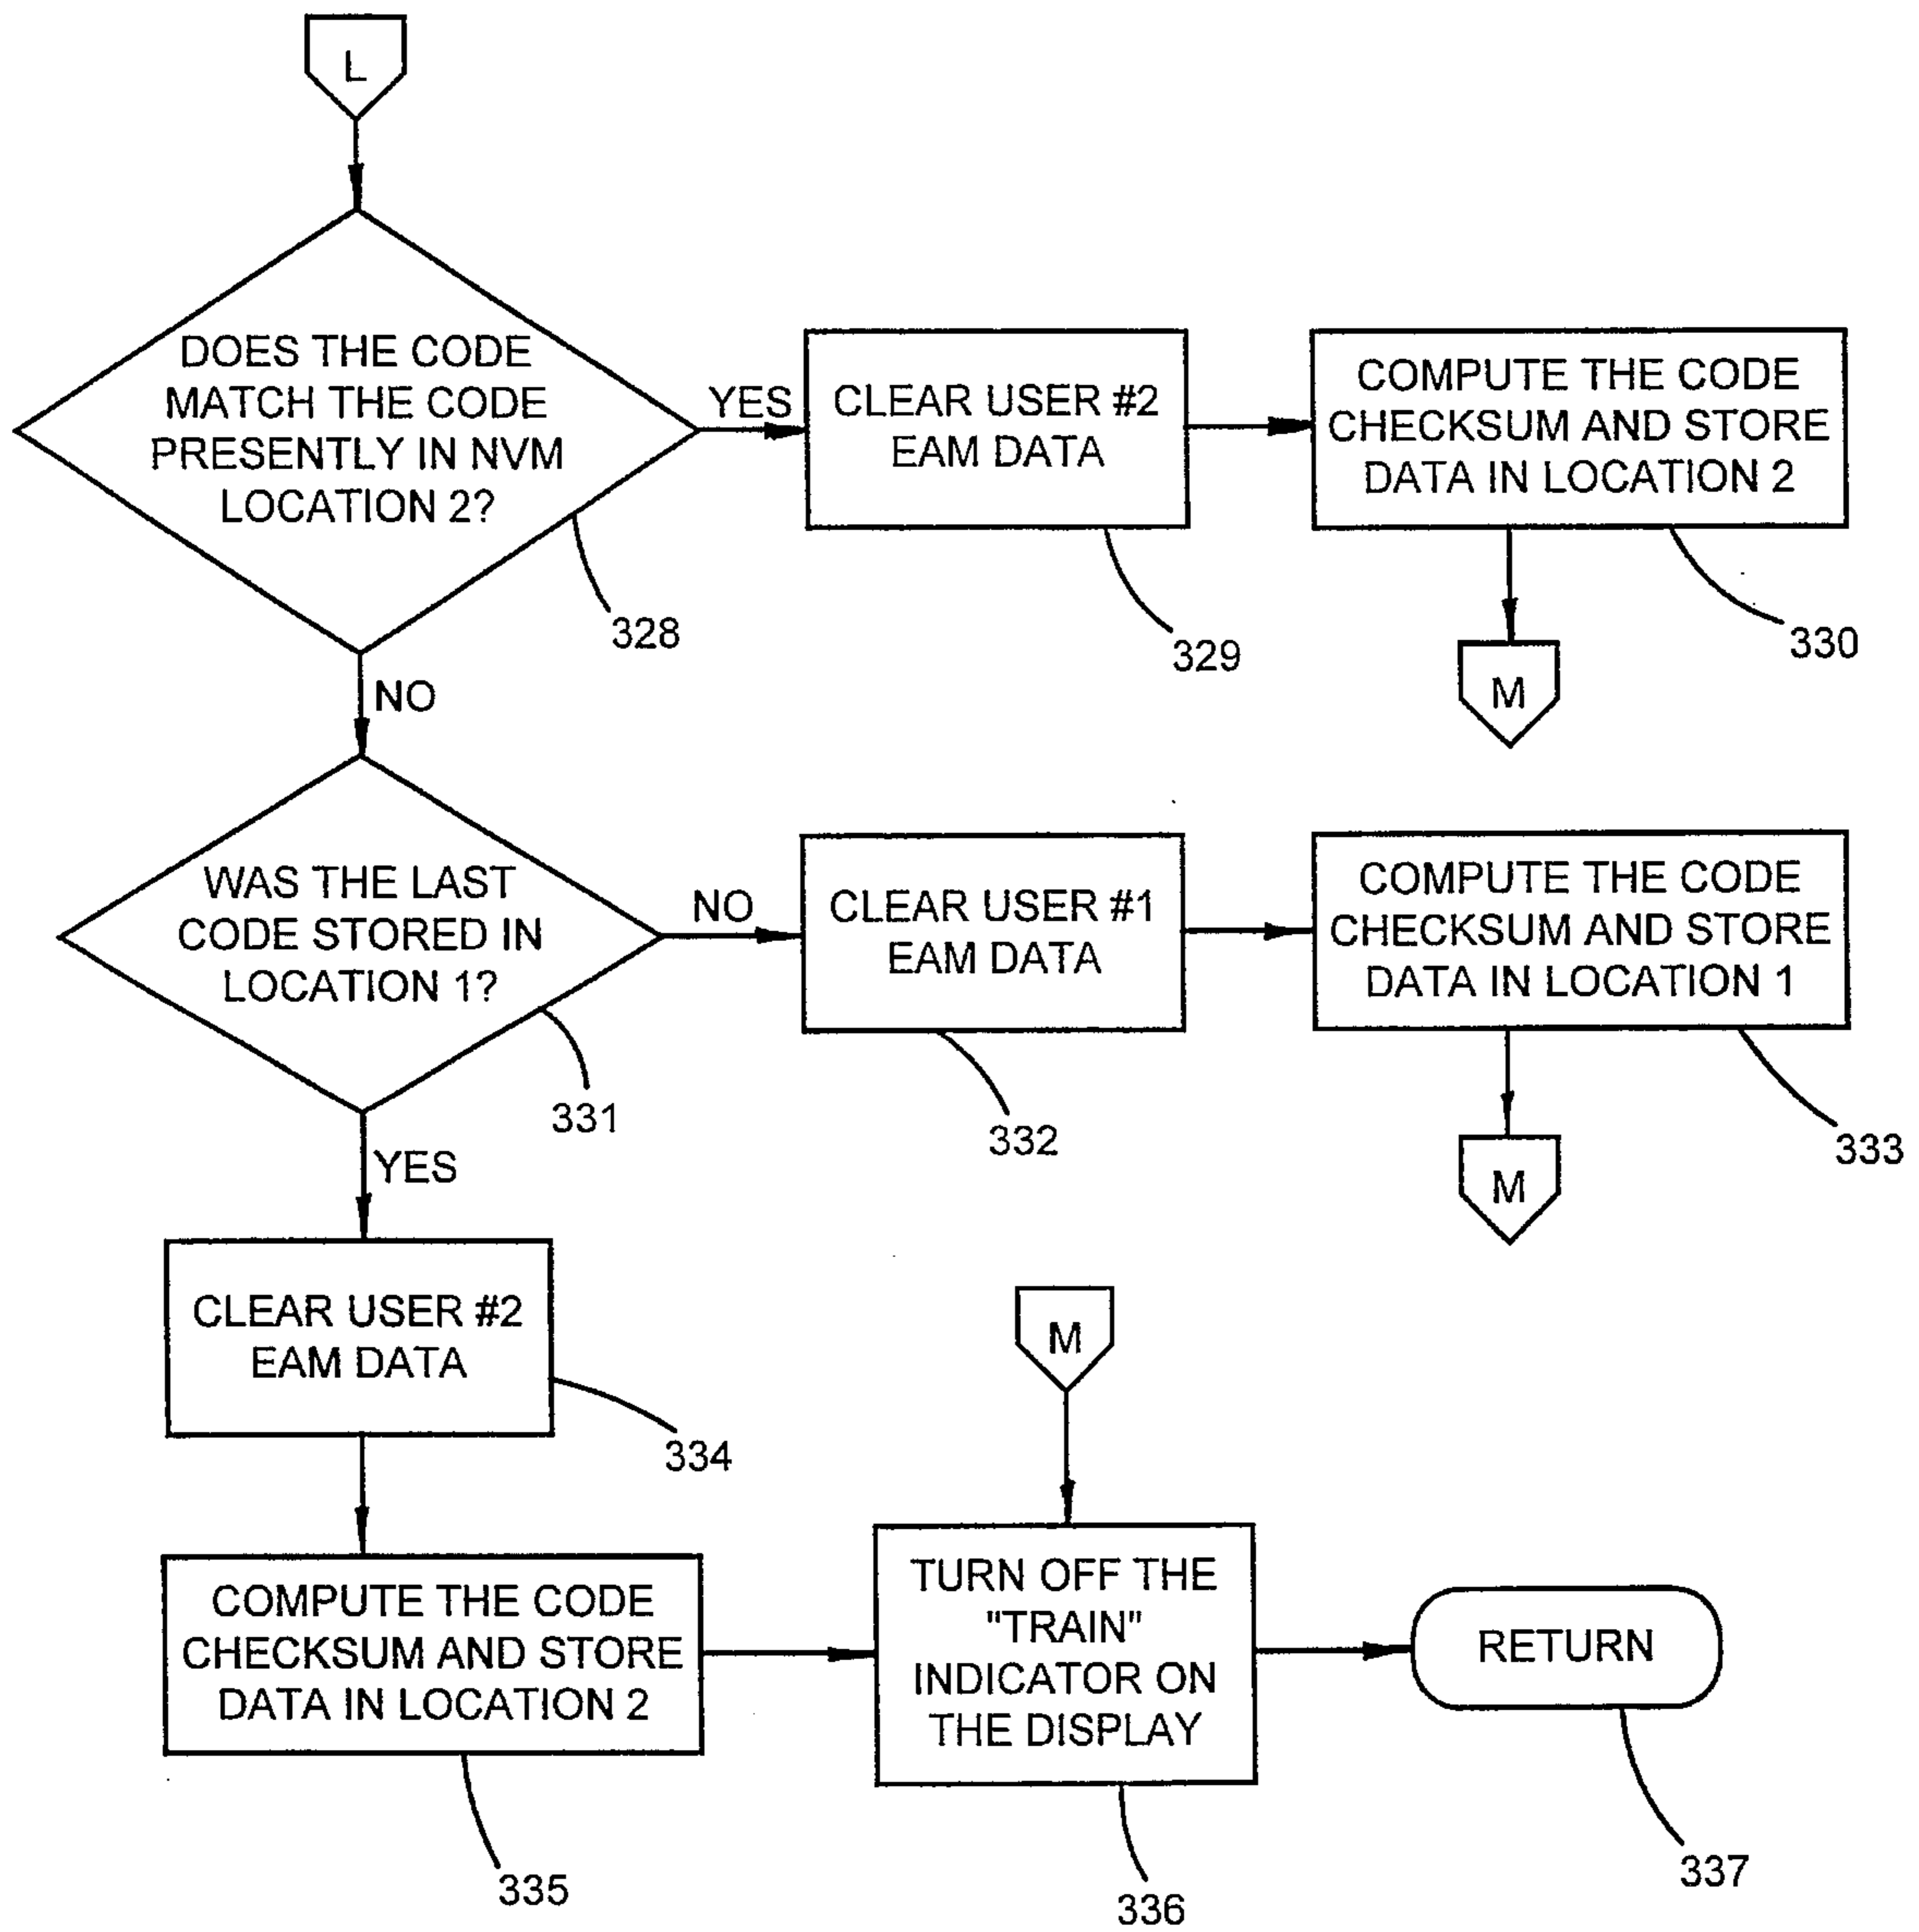 L
DOES THE CODE
MATCH THE CODE
PRESENTLY IN NVM
LOCATION 2?
328
YES
CLEAR USER #2
EAM DATA
329
COMPUTE THE CODE
CHECKSUM AND STORE
DATA IN LOCATION 2
330
M
NO
WAS THE LAST
CODE STORED IN
LOCATION 1?
331
NO
CLEAR USER #1
EAM DATA
332
COMPUTE THE CODE
CHECKSUM AND STORE
DATA IN LOCATION 1
333
M
YES
CLEAR USER #2
EAM DATA
334
COMPUTE THE CODE
CHECKSUM AND STORE
DATA IN LOCATION 2
335
M
TURN OFF THE
"TRAIN"
INDICATOR ON
THE DISPLAY
336
RETURN
337